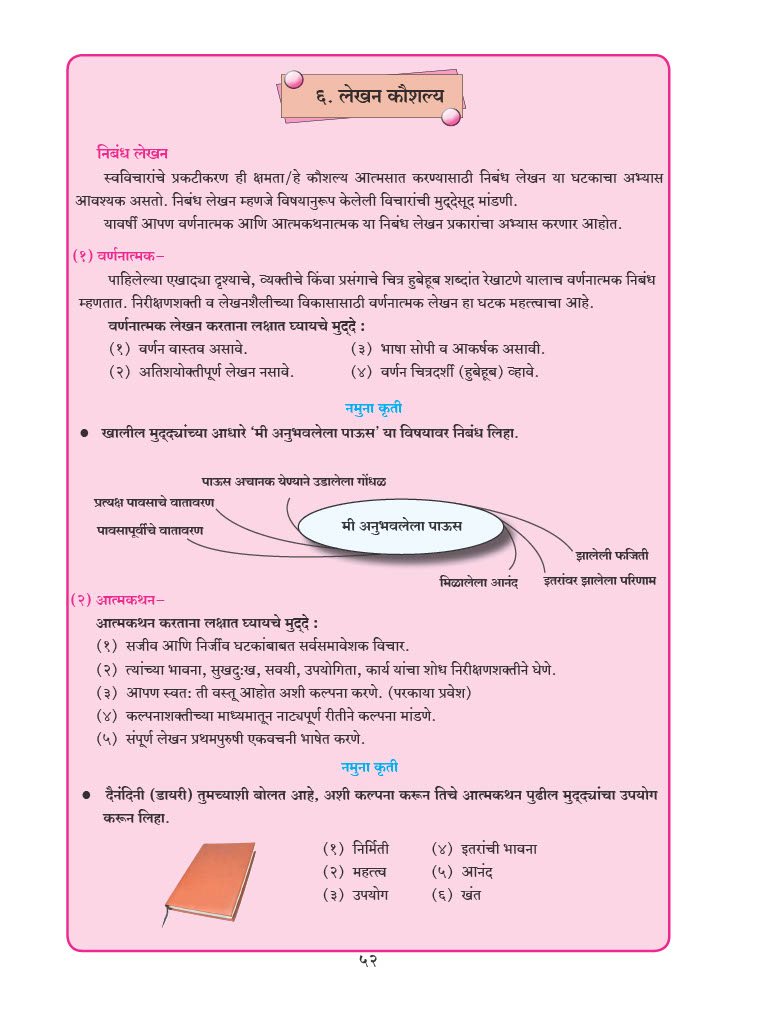 ६. लेखन कौशल्य
निबंध लेखन
स्वविचारांचे प्रकटीकरण ही क्षमता/हे कौशल्य आत्मसात करण्यासाठी निबंध लेखन या घटकाचा अभ्यास
आवश्यक असतो. निबंध लेखन म्हणजे विषयानुरूप केलेली विचारांची मुद्देसूद मांडणी.
यावर्षी आपण वर्णनात्मक आणि आत्मकथनात्मक या निबंध लेखन प्रकारांचा अभ्यास करणार आहोत.
(१) वर्णनात्मक–
पाहिलेल्या एखाद्या दृश्याचे, व्यक्तीचे किंवा प्रसंगाचे चित्र हुबेहूब शब्दांत रेखाटणे यालाच वर्णनात्मक निबंध
म्हणतात. निरीक्षणशक्ती व लेखनशैलीच्या विकासासाठी वर्णनात्मक लेखन हा घटक महत्त्वाचा आहे.
वर्णनात्मक लेखन करताना लक्षात घ्यायचे मुद्दे :
(१) वर्णन वास्तव असावे. (३) भाषा सोपी व आकर्षक असावी.
(२) अतिशयोक्तीपूर्ण लेखन नसावे. (४) वर्णन चित्रदर्शी (हुबेहूब) व्हावे.
नमुना कृती
● खालील मुद्द्यांच्या आधारे ‘मी अनुभवलेला पाऊस’ या विषयावर निबंध लिहा.
पाऊस अचानक येण्याने उडालेला गोंधळ
प्रत्यक्ष पावसाचे वातावरण
पावसापूर्वीचे वातावरण
मी अनुभवलेला पाऊस
झालेली फजिती
मिळालेला आनंद इतरांवर झालेला परिणाम
(२) आत्मकथन–
आत्मकथन करताना लक्षात घ्यायचे मुद्दे :
(१) सजीव आणि निर्जीव घटकांबाबत सर्वसमावेशक विचार.
(२) त्यांच्या भावना, सुखदुःख, सवयी, उपयोगिता, कार्य यांचा शोध निरीक्षणशक्तीने घेणे.
(३) आपण स्वतः ती वस्तू आहोत अशी कल्पना करणे. (परकाया प्रवेश)
(४) कल्पनाशक्तीच्या माध्यमातून नाट्यपूर्ण रीतीने कल्पना मांडणे.
(५) संपूर्ण लेखन प्रथमपुरुषी एकवचनी भाषेत करणे.
नमुना कृती
● दैनंदिनी (डायरी) तुमच्याशी बोलत आहे, अशी कल्पना करून तिचे आत्मकथन पुढील मुद्द्यांचा उपयोग
करून लिहा.
(१) निर्मिती (४) इतरांची भावना
(२) महत्त्व (५) आनंद
(३) उपयोग (६) खंत
५२